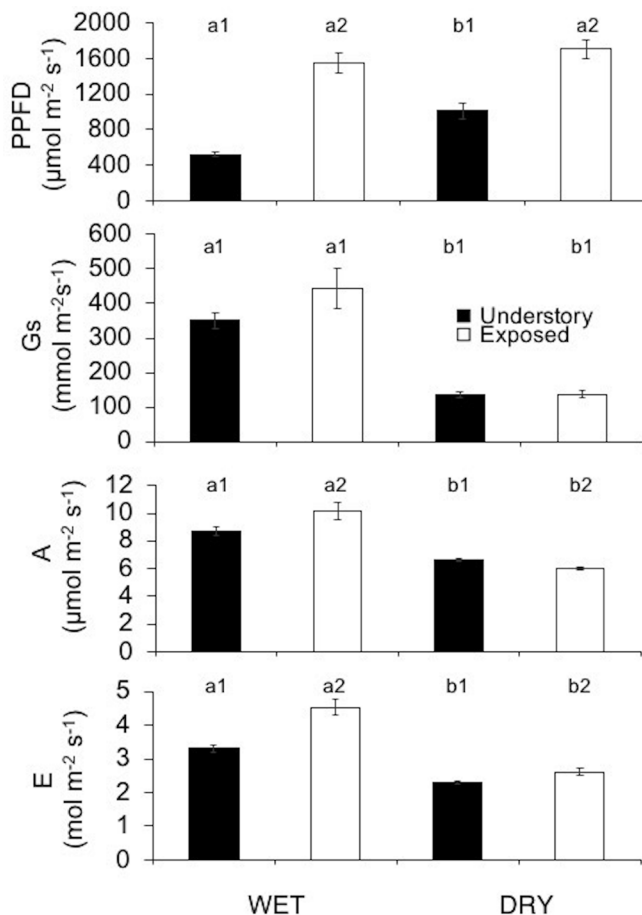 a1 a2 b1 a2
2000
1600
1200
800
400
0
PPFD
(µmol m-2 s-1)
a1 a1 b1 b1
600
500
400
300
200
100
0
Gs
(mmol m-2s-1)
Understory
Exposed
a1 a2 b1 b2
12
10
8
6
4
2
0
A
(µmol m-2 s-1)
a1 a2 b1 b2
5
4
3
2
1
0
E
(mol m-2 s-1)
WET DRY